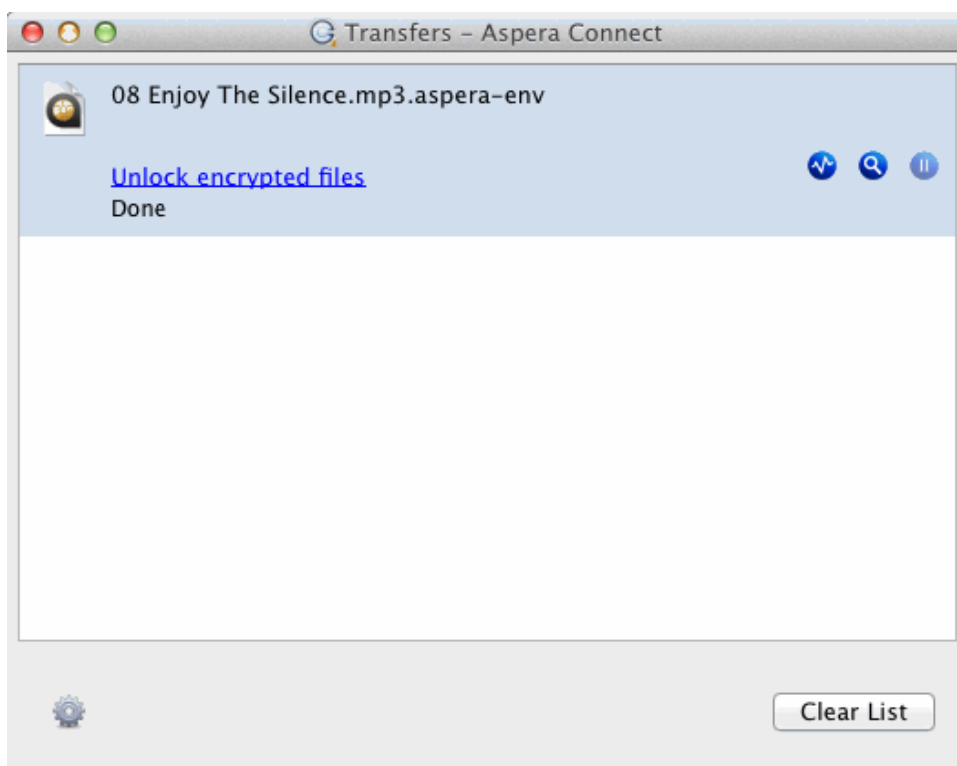 Transfers – Aspera Connect
08 Enjoy The Silence.mp3.aspera-env
Unlock encrypted files
Done
Clear List